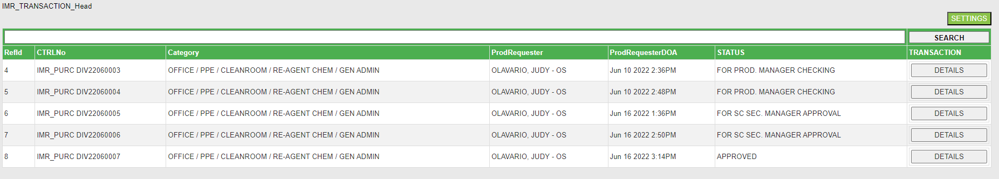 IMR_TRANSACTION_Head
SETTINGS
SEARCH
RefId CTRLNo Category ProdRequester ProdRequesterDOA STATUS TRANSACTION
4 IMR_PURC DIV22060003 OFFICE / PPE / CLEANROOM / RE-AGENT CHEM / GEN ADMIN OLAVARIO, JUDY - OS Jun 10 2022 2:36PM FOR PROD. MANAGER CHECKING DETAILS
5 IMR_PURC DIV22060004 OFFICE / PPE / CLEANROOM / RE-AGENT CHEM / GEN ADMIN OLAVARIO, JUDY - OS Jun 10 2022 2:48PM FOR PROD. MANAGER CHECKING DETAILS
6 IMR_PURC DIV22060005 OFFICE / PPE / CLEANROOM / RE-AGENT CHEM / GEN ADMIN OLAVARIO, JUDY - OS Jun 16 2022 1:36PM FOR SC SEC. MANAGER APPROVAL DETAILS
7 IMR_PURC DIV22060006 OFFICE / PPE / CLEANROOM / RE-AGENT CHEM / GEN ADMIN OLAVARIO, JUDY - OS Jun 16 2022 2:50PM FOR SC SEC. MANAGER APPROVAL DETAILS
8 IMR_PURC DIV22060007 OFFICE / PPE / CLEANROOM / RE-AGENT CHEM / GEN ADMIN OLAVARIO, JUDY - OS Jun 16 2022 3:14PM APPROVED DETAILS